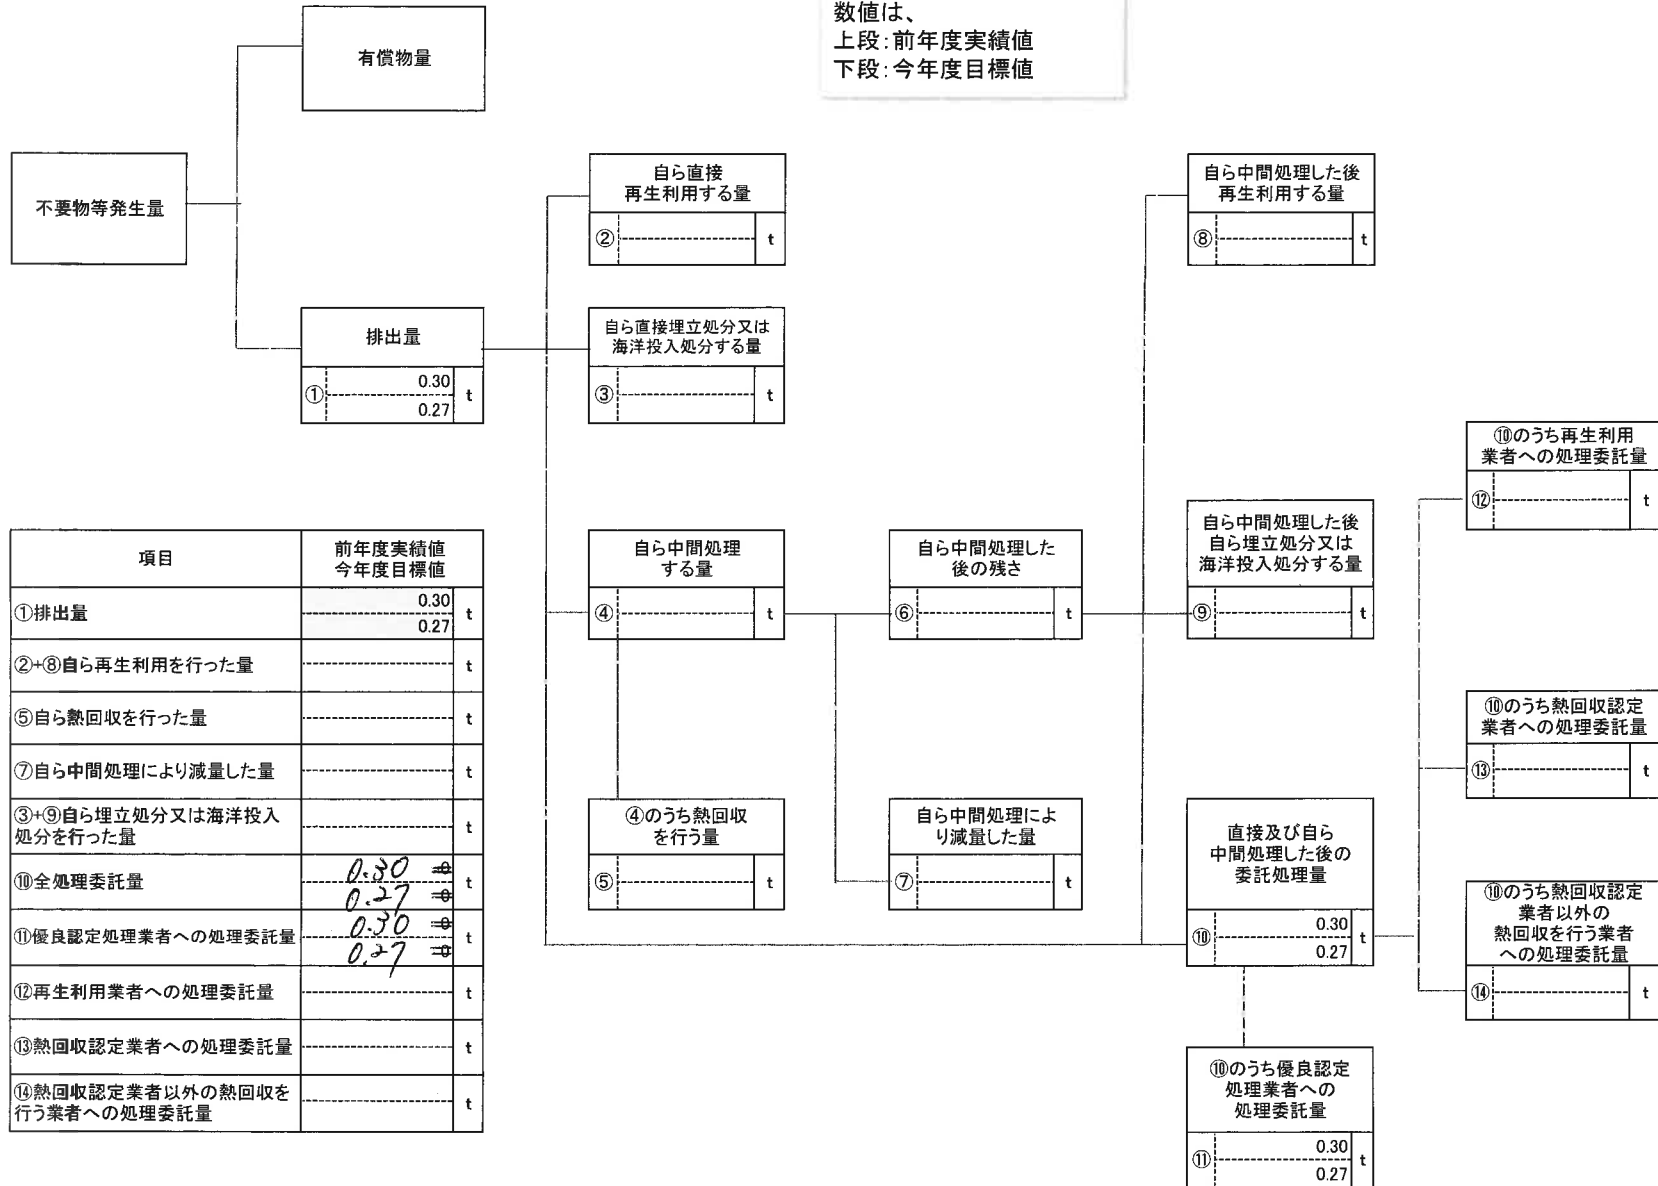 数値は、
上段：前年度実績値
下段：今年度目標値
有償物量
不要物等発生量
排出量
①
0.30
0.27
t
自ら直接
再生利用する量
②
t
自ら直接埋立処分又は
海洋投入処分する量
③
t
自ら中間処理
する量
④
t
④のうち熱回収
を行う量
⑤
t
自ら中間処理した
後の残さ
⑥
t
自ら中間処理によ
り減量した量
⑦
t
自ら中間処理した後
再生利用する量
⑧
t
自ら中間処理した後
自ら埋立処分又は
海洋投入処分する量
⑨
t
直接及び自ら
中間処理した後の
委託処理量
⑩
0.30
0.27
t
⑩のうち優良認定
処理業者への
処理委託量
⑪
0.30
0.27
t
⑩のうち再生利用
業者への処理委託量
⑫
t
⑩のうち熱回収認定
業者への処理委託量
⑬
t
⑩のうち熱回収認定
業者以外の
熱回収を行う業者
への処理委託量
⑭
t
項目
前年度実績値
今年度目標値
①排出量
0.30
0.27
t
②+⑧自ら再生利用を行った量
t
⑤自ら熱回収を行った量
t
⑦自ら中間処理により減量した量
t
③+⑨自ら埋立処分又は海洋投入
処分を行った量
t
⑩全処理委託量
0.30 0
0.27 0
t
⑪優良認定処理業者への処理委託量
0.30 0
0.27 0
t
⑫再生利用業者への処理委託量
t
⑬熱回収認定業者への処理委託量
t
⑭熱回収認定業者以外の熱回収を
行う業者への処理委託量
t